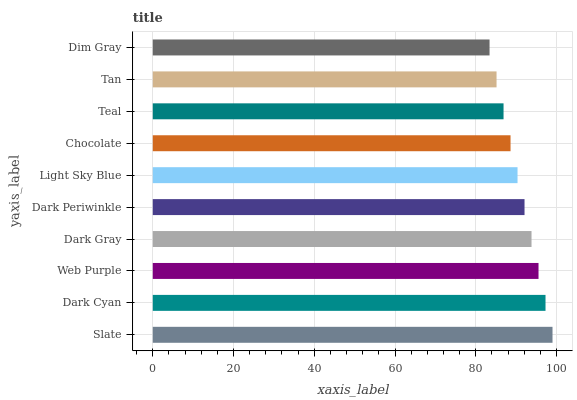 title
Dim Gray
Tan
Teal
Chocolate
Light Sky Blue
Dark Periwinkle
Dark Gray
Web Purple
Dark Cyan
Slate
yaxis_label
0 20 40 60 80 100
xaxis_label